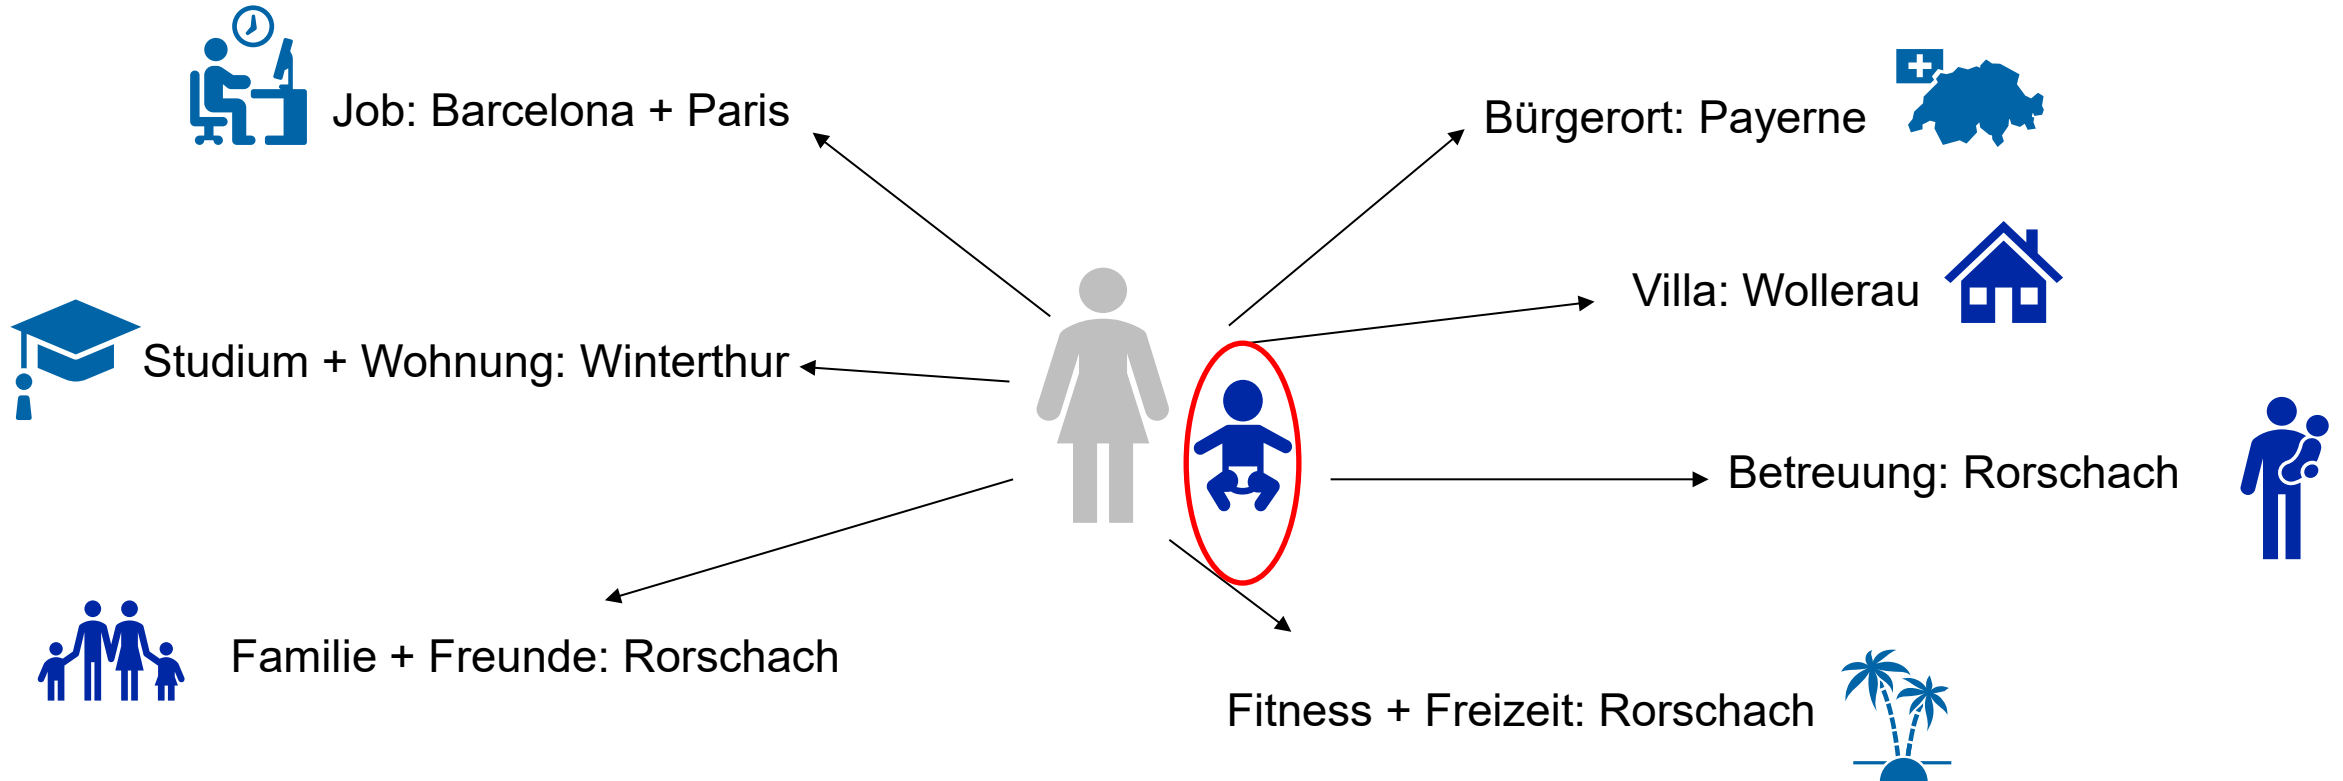 Job: Barcelona + Paris
Bürgerort: Payerne
Villa: Wollerau
Studium + Wohnung: Winterthur
Betreuung: Rorschach
Familie + Freunde: Rorschach
Fitness + Freizeit: Rorschach